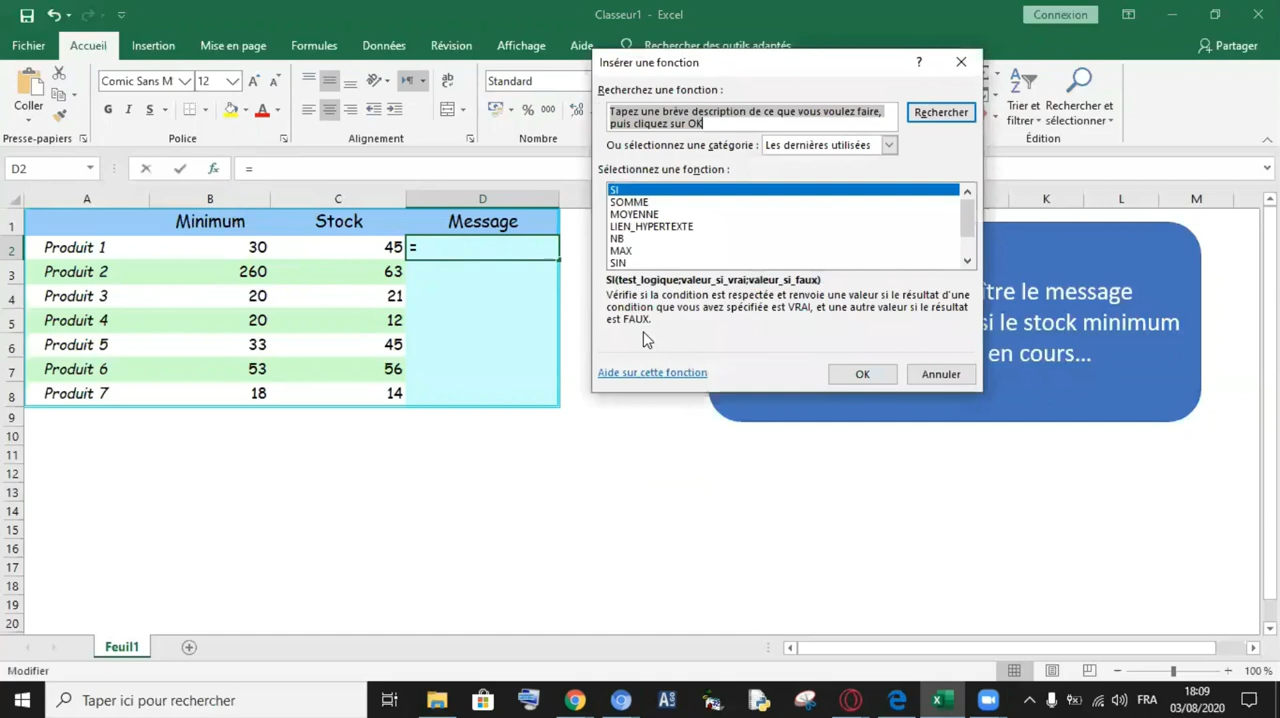 Classeur1 - Excel
Connexion
Fichier Accueil Insertion Mise en page Formules Données Révision Affichage Aide Rechercher des outils adaptés Partager
Coller
Comic Sans M 12
G I S
Standard
% 000
Trier et filtrer
Rechercher et sélectionner
Presse-papiers Police Alignement Nombre Édition
D2 fx =
A B C D K L M
1 Minimum Stock Message
2 Produit 1 30 45 =
3 Produit 2 260 63
4 Produit 3 20 21
5 Produit 4 20 12
6 Produit 5 33 45
7 Produit 6 53 56
8 Produit 7 18 14
9
10
11
12
13
14
15
16
17
18
19
20
Insérer une fonction
? 
Recherchez une fonction :
Tapez une brève description de ce que vous voulez faire,
puis cliquez sur OK
Rechercher
Ou sélectionnez une catégorie : Les dernières utilisées
Sélectionnez une fonction :
SI
SOMME
MOYENNE
LIEN_HYPERTEXTE
NB
MAX
SIN
SI(test_logique;valeur_si_vrai;valeur_si_faux)
Vérifie si la condition est respectée et renvoie une valeur si le résultat d'une
condition que vous avez spécifiée est VRAI, et une autre valeur si le résultat
est FAUX.
Aide sur cette fonction
OK
Annuler
ître le message
si le stock minimum
en cours...
Feuil1
Modifier
100 %
Taper ici pour rechercher
FRA
18:09
03/08/2020